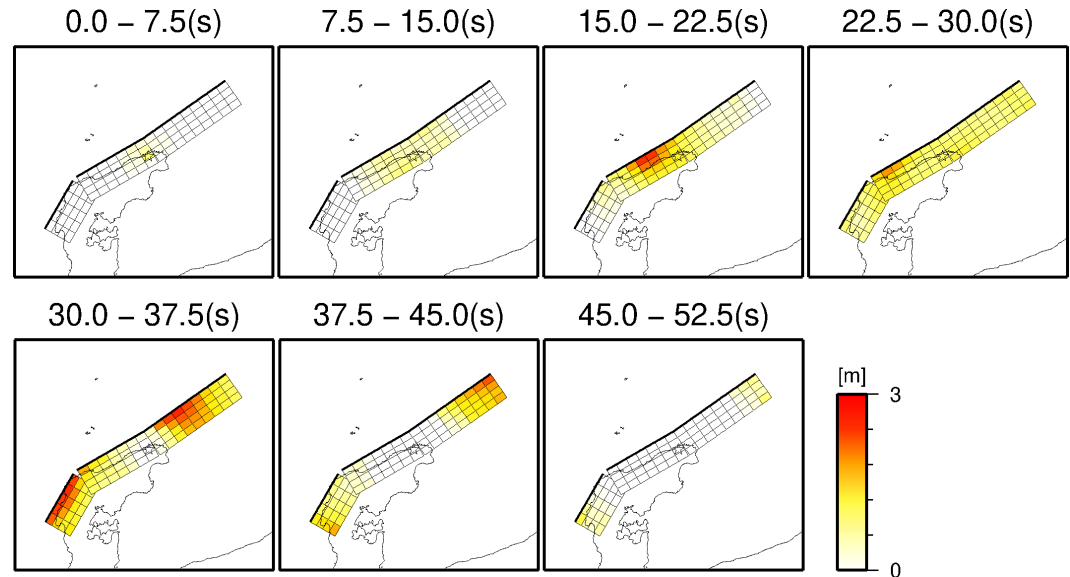 0.0 − 7.5(s)
7.5 − 15.0(s)
15.0 − 22.5(s)
22.5 − 30.0(s)
30.0 − 37.5(s)
37.5 − 45.0(s)
45.0 − 52.5(s)
[m]
3
0